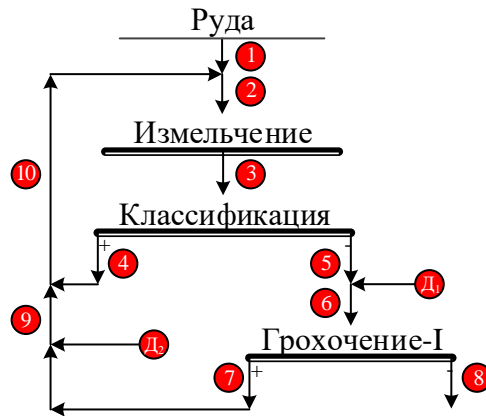 Руда
1
2
Измельчение
10
3
Классификация
+ -
4 5
Д₁
6
9
Д₂
Грохочение-I
+ -
7 8